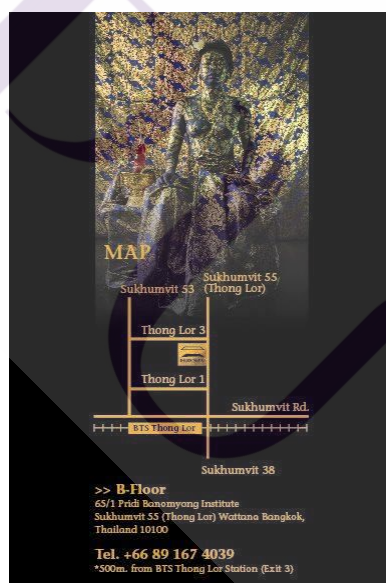 MAP
Sukhumvit 53
Sukhumvit 55
(Thong Lor)
Thong Lor 3
Thong Lor 1
Sukhumvit Rd.
BTS Thong Lor
Sukhumvit 38
>> B-Floor
65/1 Pridi Banomyong Institute
Sukhumvit 55 (Thong Lor) Wattana Bangkok,
Thailand 10100
Tel. +66 89 167 4039
*500m. from BTS Thong Lor Station (Exit 3)